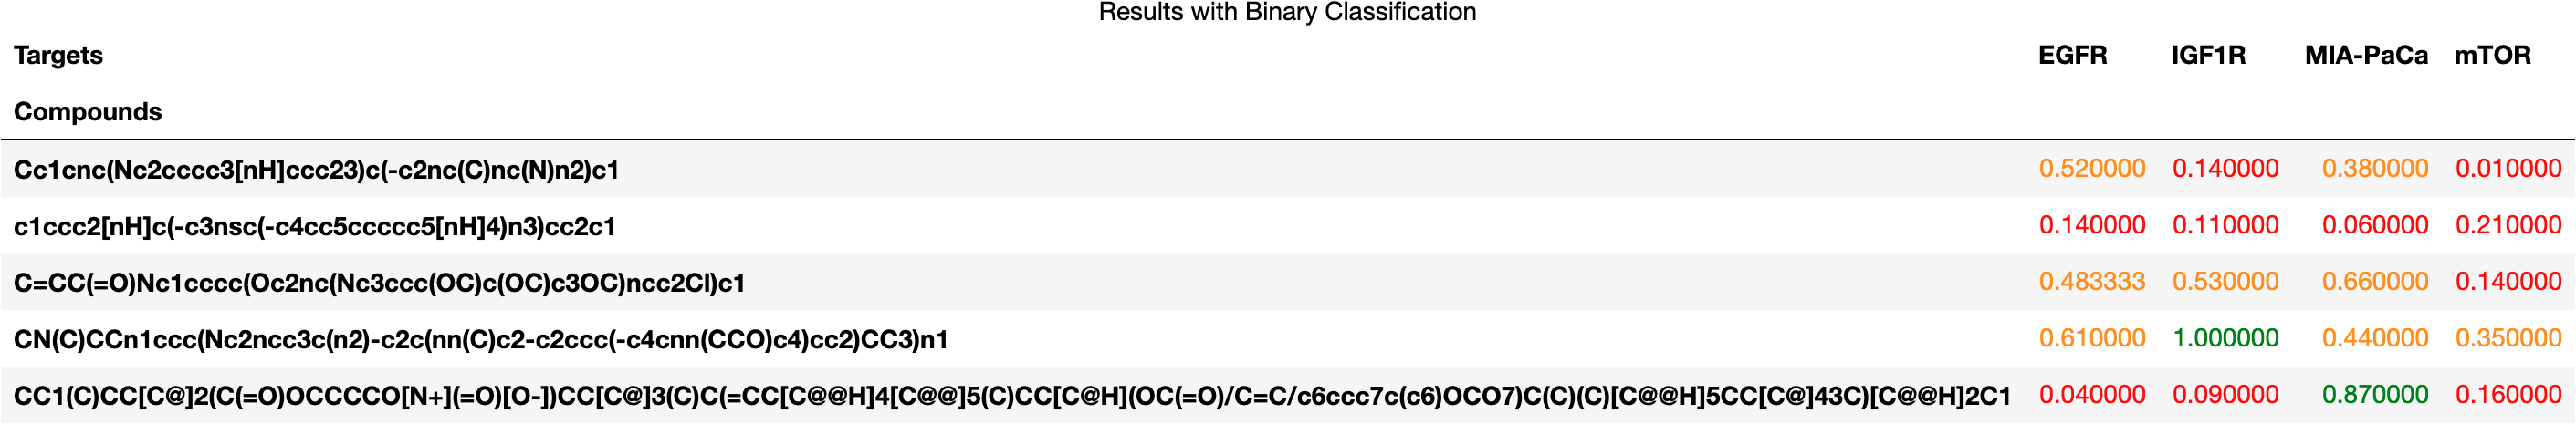 Results with Binary Classification
Targets EGFR IGF1R MIA-PaCa mTOR
Compounds
Cc1cnc(Nc2cccc3[nH]ccc23)c(-c2nc(C)nc(N)n2)c1 0.520000 0.140000 0.380000 0.010000
c1ccc2[nH]c(-c3nsc(-c4cc5ccccc5[nH]4)n3)cc2c1 0.140000 0.110000 0.060000 0.210000
C=CC(=O)Nc1cccc(Oc2nc(Nc3ccc(OC)c(OC)c3OC)ncc2Cl)c1 0.483333 0.530000 0.660000 0.140000
CN(C)CCn1ccc(Nc2ncc3c(n2)-c2c(nn(C)c2-c2ccc(-c4cnn(CCO)c4)cc2)CC3)n1 0.610000 1.000000 0.440000 0.350000
CC1(C)CC[C@]2(C(=O)OCCCCO[N+](=O)[O-])CC[C@]3(C)C(=CC[C@@H]4[C@@]5(C)CC[C@H](OC(=O)/C=C/c6ccc7c(c6)OCO7)C(C)(C)[C@@H]5CC[C@]43C)[C@@H]2C1 0.040000 0.090000 0.870000 0.160000